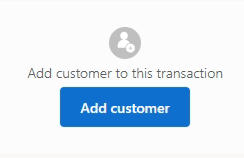 Add customer to this transaction
Add customer